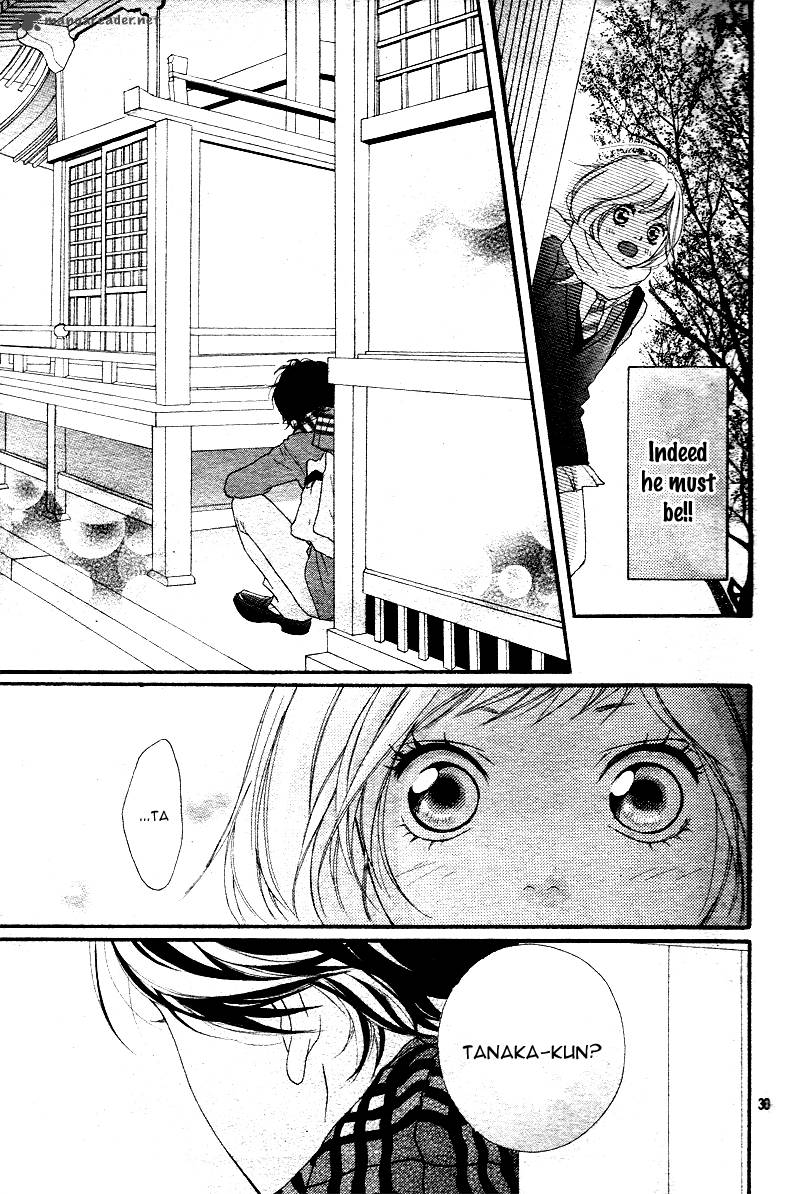 mangareader.net
Indeed
he must
be!!
...TA
TANAKA-KUN?
30